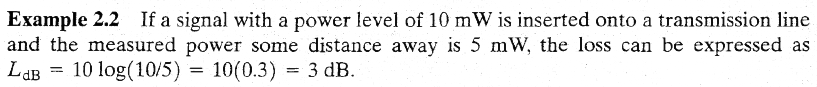 Example 2.2 If a signal with a power level of 10 mW is inserted onto a transmission line
and the measured power some distance away is 5 mW, the loss can be expressed as
LdB = 10 log(10/5) = 10(0.3) = 3 dB.